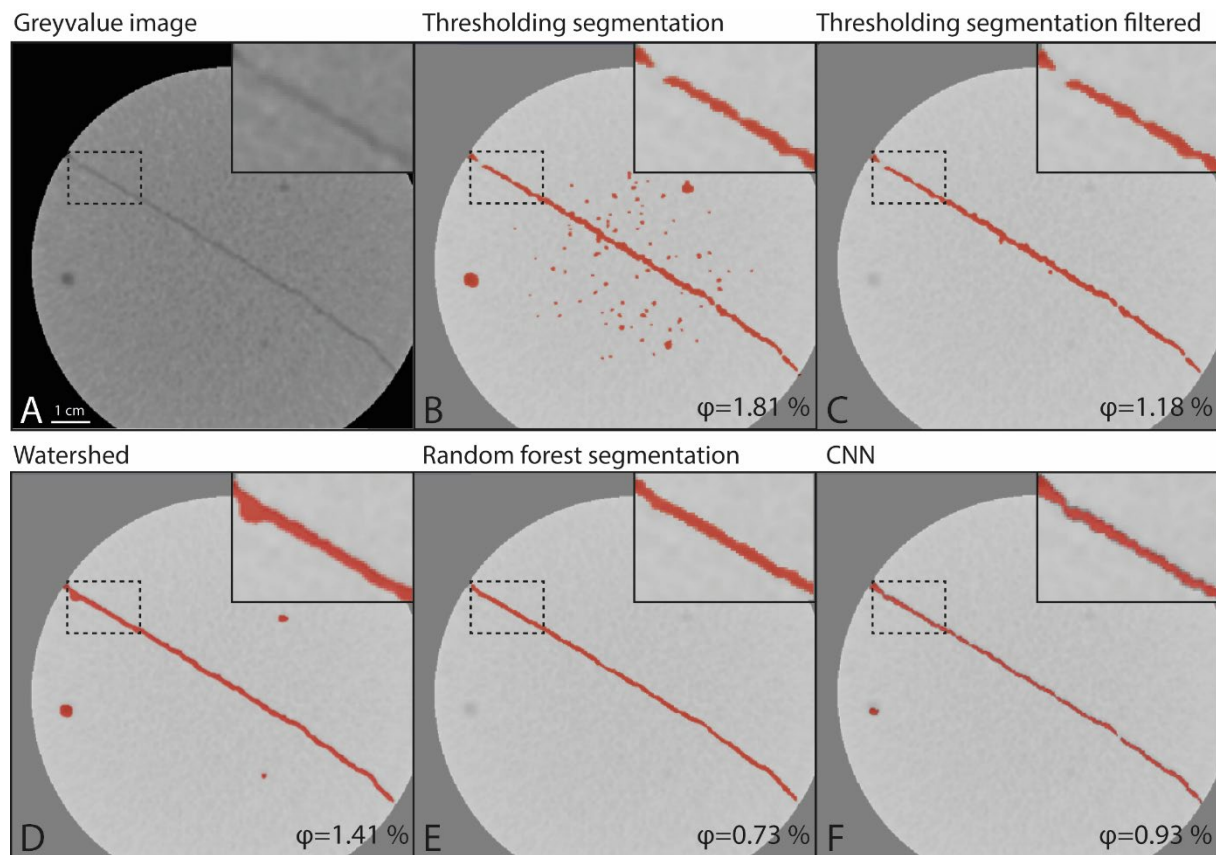 Greyvalue image
Thresholding segmentation
Thresholding segmentation filtered
A
1 cm
B
φ=1.81 %
C
φ=1.18 %
Watershed
Random forest segmentation
CNN
D
φ=1.41 %
E
φ=0.73 %
F
φ=0.93 %